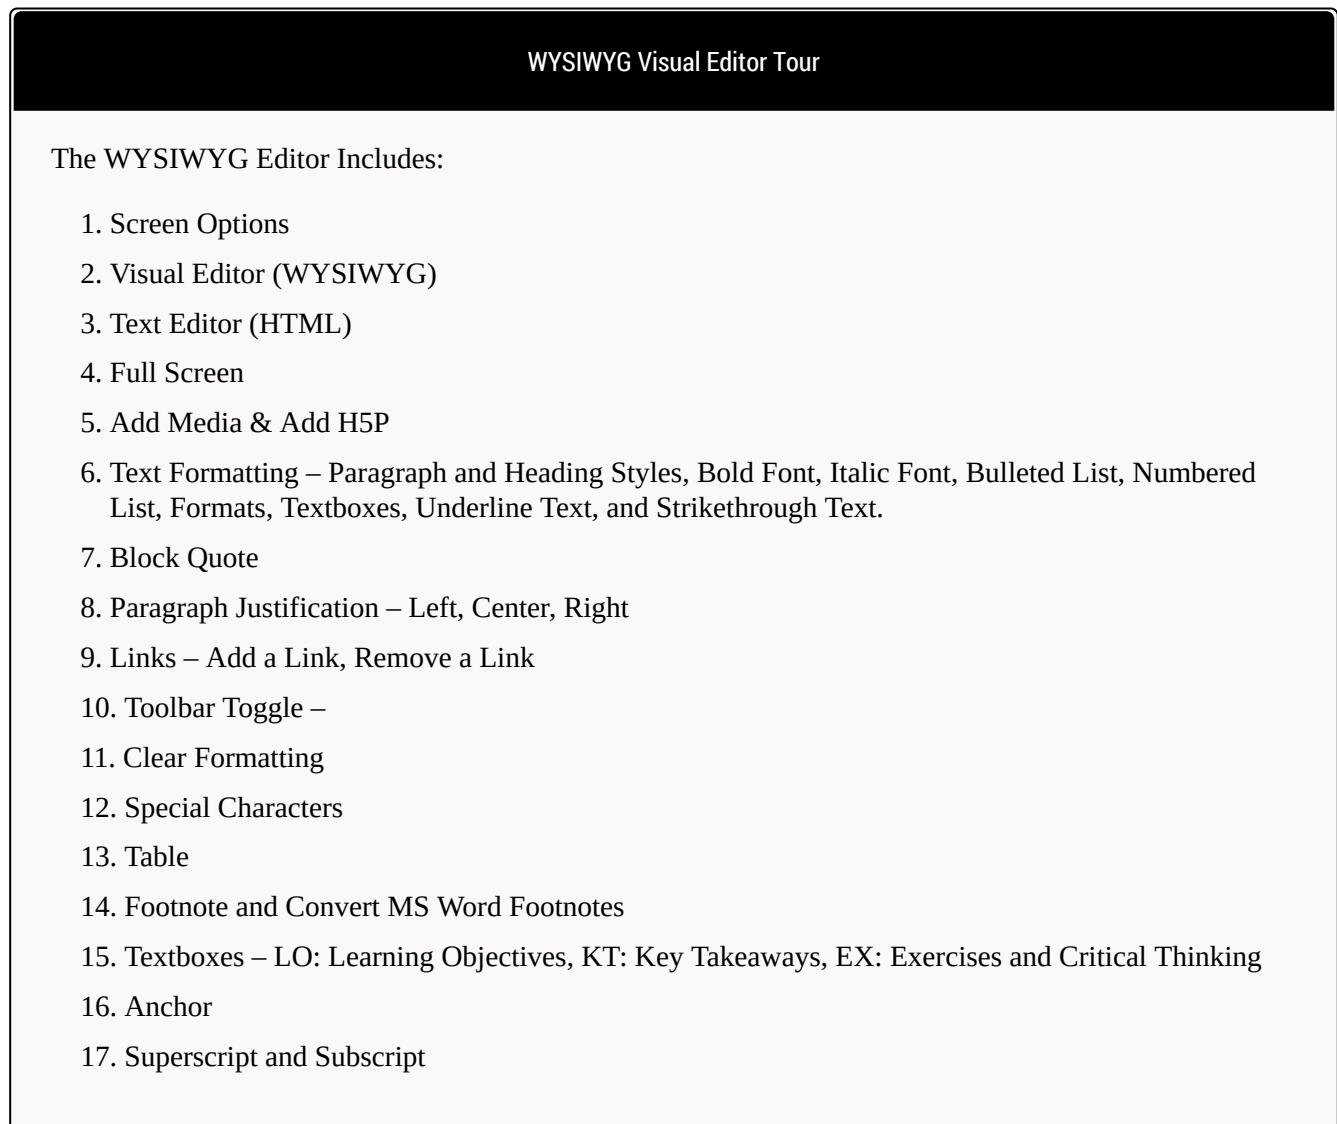 WYSIWYG Visual Editor Tour
The WYSIWYG Editor Includes:
1. Screen Options
2. Visual Editor (WYSIWYG)
3. Text Editor (HTML)
4. Full Screen
5. Add Media & Add H5P
6. Text Formatting – Paragraph and Heading Styles, Bold Font, Italic Font, Bulleted List, Numbered
List, Formats, Textboxes, Underline Text, and Strikethrough Text.
7. Block Quote
8. Paragraph Justification – Left, Center, Right
9. Links – Add a Link, Remove a Link
10. Toolbar Toggle –
11. Clear Formatting
12. Special Characters
13. Table
14. Footnote and Convert MS Word Footnotes
15. Textboxes – LO: Learning Objectives, KT: Key Takeaways, EX: Exercises and Critical Thinking
16. Anchor
17. Superscript and Subscript